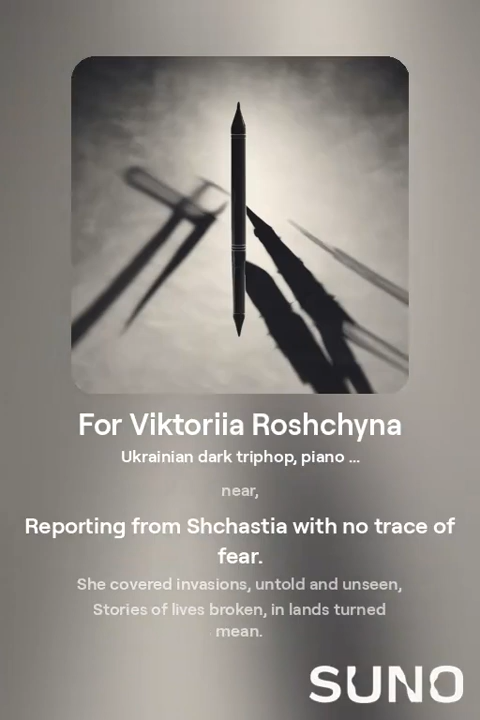 For Viktoriia Roshchyna
Ukrainian dark triphop, piano ...
near,
Reporting from Shchastia with no trace of
fear.
She covered invasions, untold and unseen,
Stories of lives broken, in lands turned
mean.
SUNO